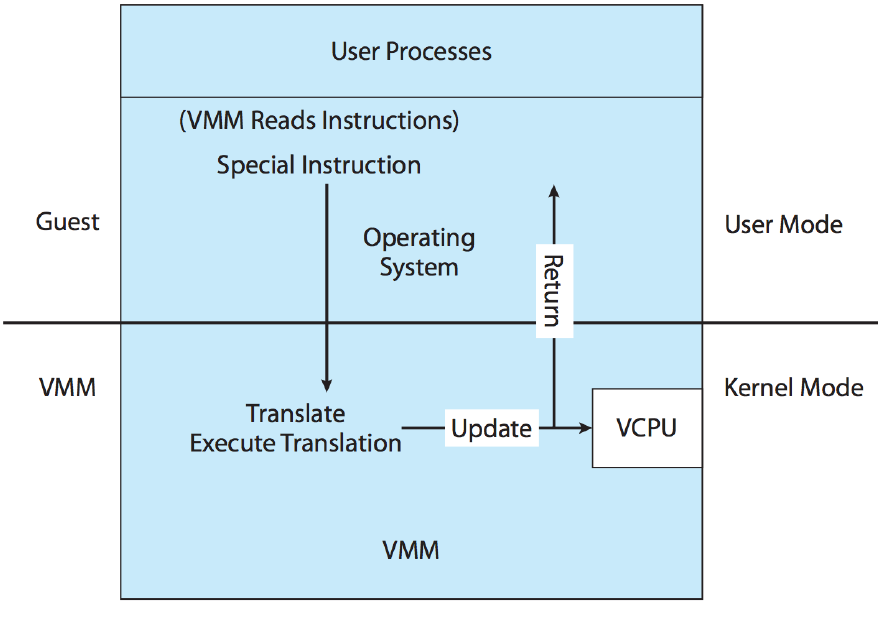 User Processes
(VMM Reads Instructions)
Special Instruction
Guest
User Mode
Operating
System
Return
VMM
Kernel Mode
Translate
Execute Translation
Update
VCPU
VMM